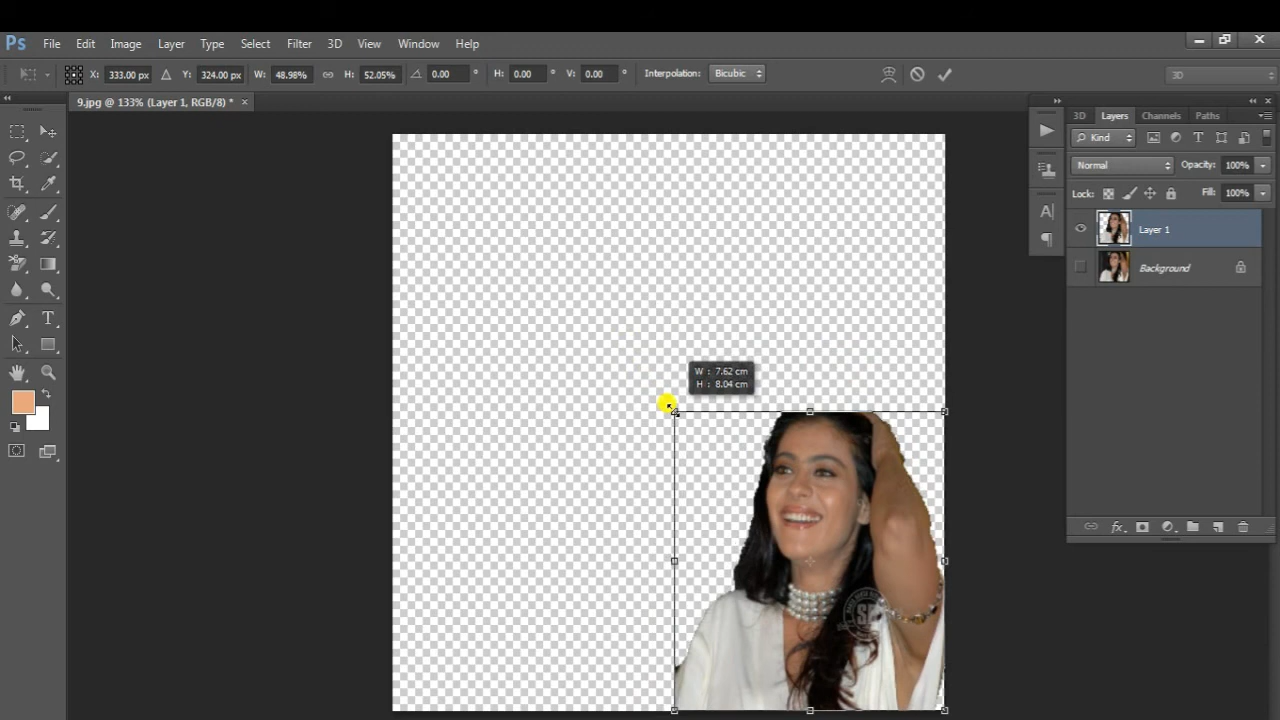 Ps File Edit Image Layer Type Select Filter 3D View Window Help
X: 333.00 px Y: 324.00 px W: 48.98% H: 52.05% 0.00 ° H: 0.00 ° V: 0.00 ° Interpolation: Bicubic 3D
9.jpg @ 133% (Layer 1, RGB/8) * ×
3D Layers Channels Paths
Kind
Normal Opacity: 100%
Lock: Fill: 100%
Layer 1
Background
W : 7.62 cm
H : 8.04 cm